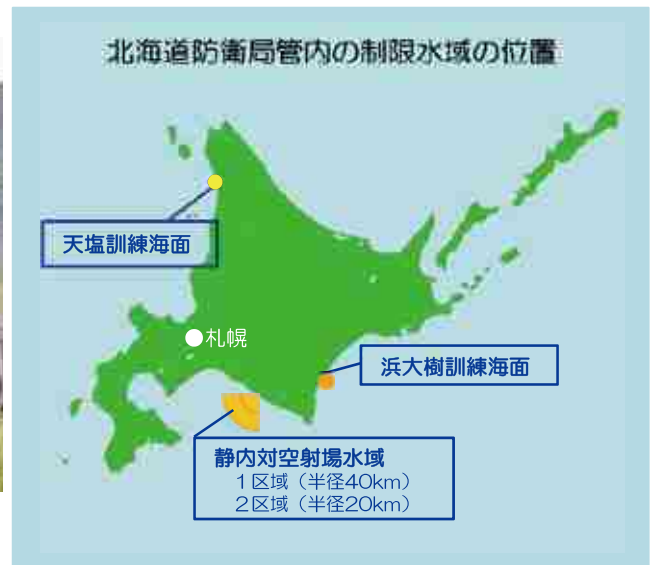 北海道防衛局管内の制限水域の位置
天塩訓練海面
札幌
浜大樹訓練海面
静内対空射場水域
１区域（半径40km）
２区域（半径20km）